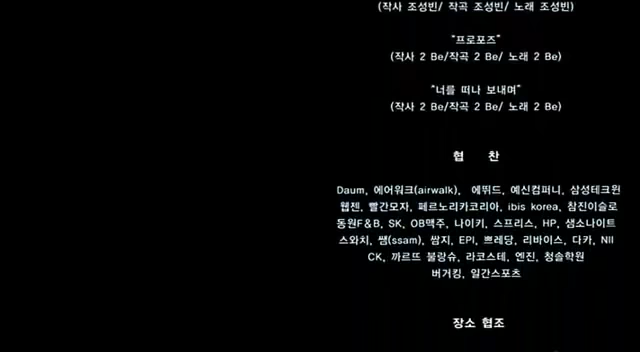 (작사 조성빈/ 작곡 조성빈/ 노래 조성빈)
"프로포즈"
(작사 2 Be/ 작곡 2 Be/ 노래 2 Be)
"너를 떠나 보내며"
(작사 2 Be/작곡 2 Be/ 노래 2 Be)
협 찬
Daum, 에어워크(airwalk), 에뛰드, 예신컴퍼니, 삼성테크윈
웹젠, 빨간모자, 페르노리카코리아, ibis korea, 참진이슬로
동원F&B, SK, OB맥주, 나이키, 스프리스, HP, 샘소나이트
스와치, 쌤(ssam), 쌈지, EPI, 쁘레당, 리바이스, 다카, NII
CK, 까르뜨 블랑슈, 라코스테, 엔진, 청솔학원
버거킹, 일간스포츠
장소 협조